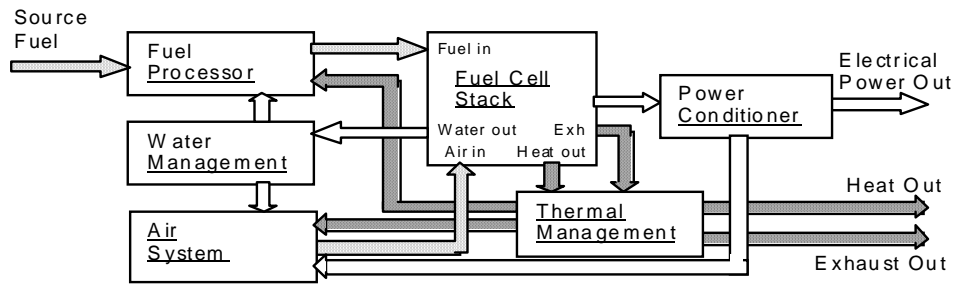 Source
Fuel
Fuel
Processor
Fuel in
Fuel Cell
Stack
Electrical
Power Out
Power
Conditioner
Water
Management
Water out
Exh
Air in
Heat out
Air
System
Thermal
Management
Heat Out
Exhaust Out